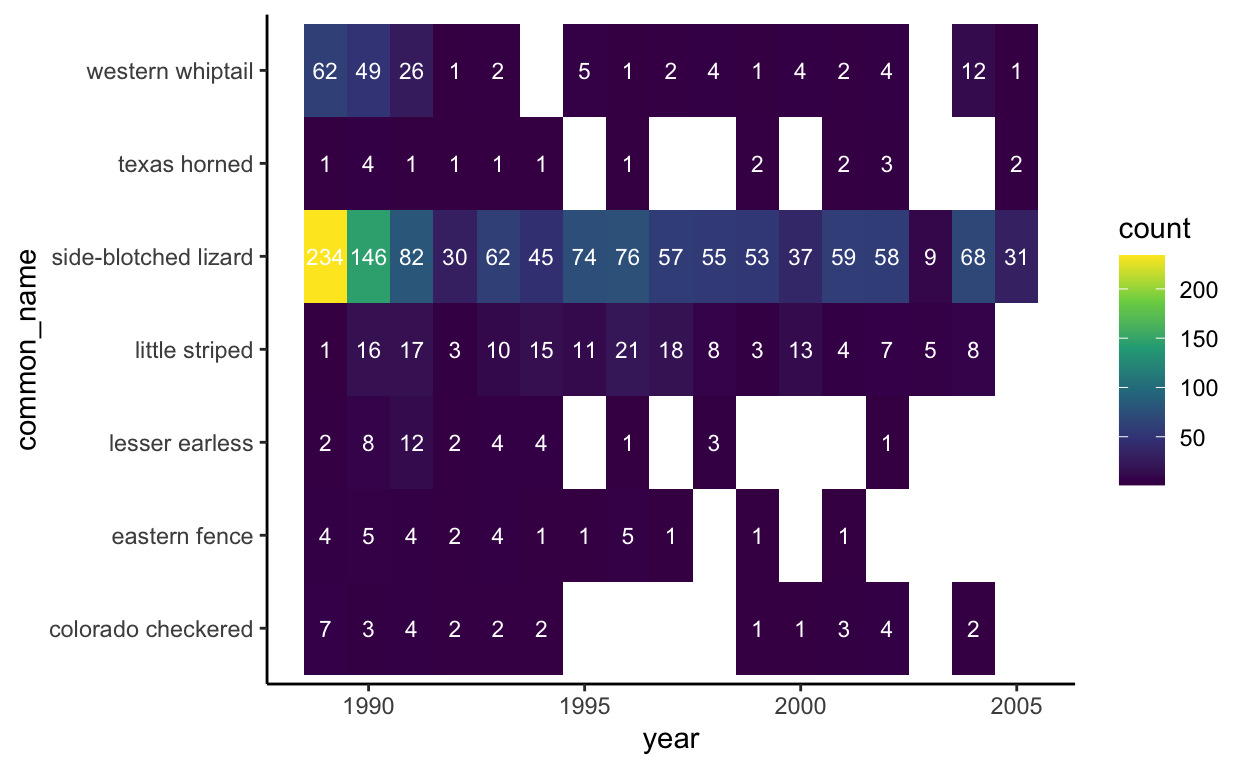 western whiptail 62 49 26 1 2 5 1 2 4 1 4 2 4 12 1
texas horned 1 4 1 1 1 1 1 2 2 3 2
side-blotched lizard 234 146 82 30 62 45 74 76 57 55 53 37 59 58 9 68 31
little striped 1 16 17 3 10 15 11 21 18 8 3 13 4 7 5 8
lesser earless 2 8 12 2 4 4 1 3 1
eastern fence 4 5 4 2 4 1 1 5 1 1 1
colorado checkered 7 3 4 2 2 2 1 1 3 4 2
1990 1995 2000 2005
year
common_name
count
200
150
100
50